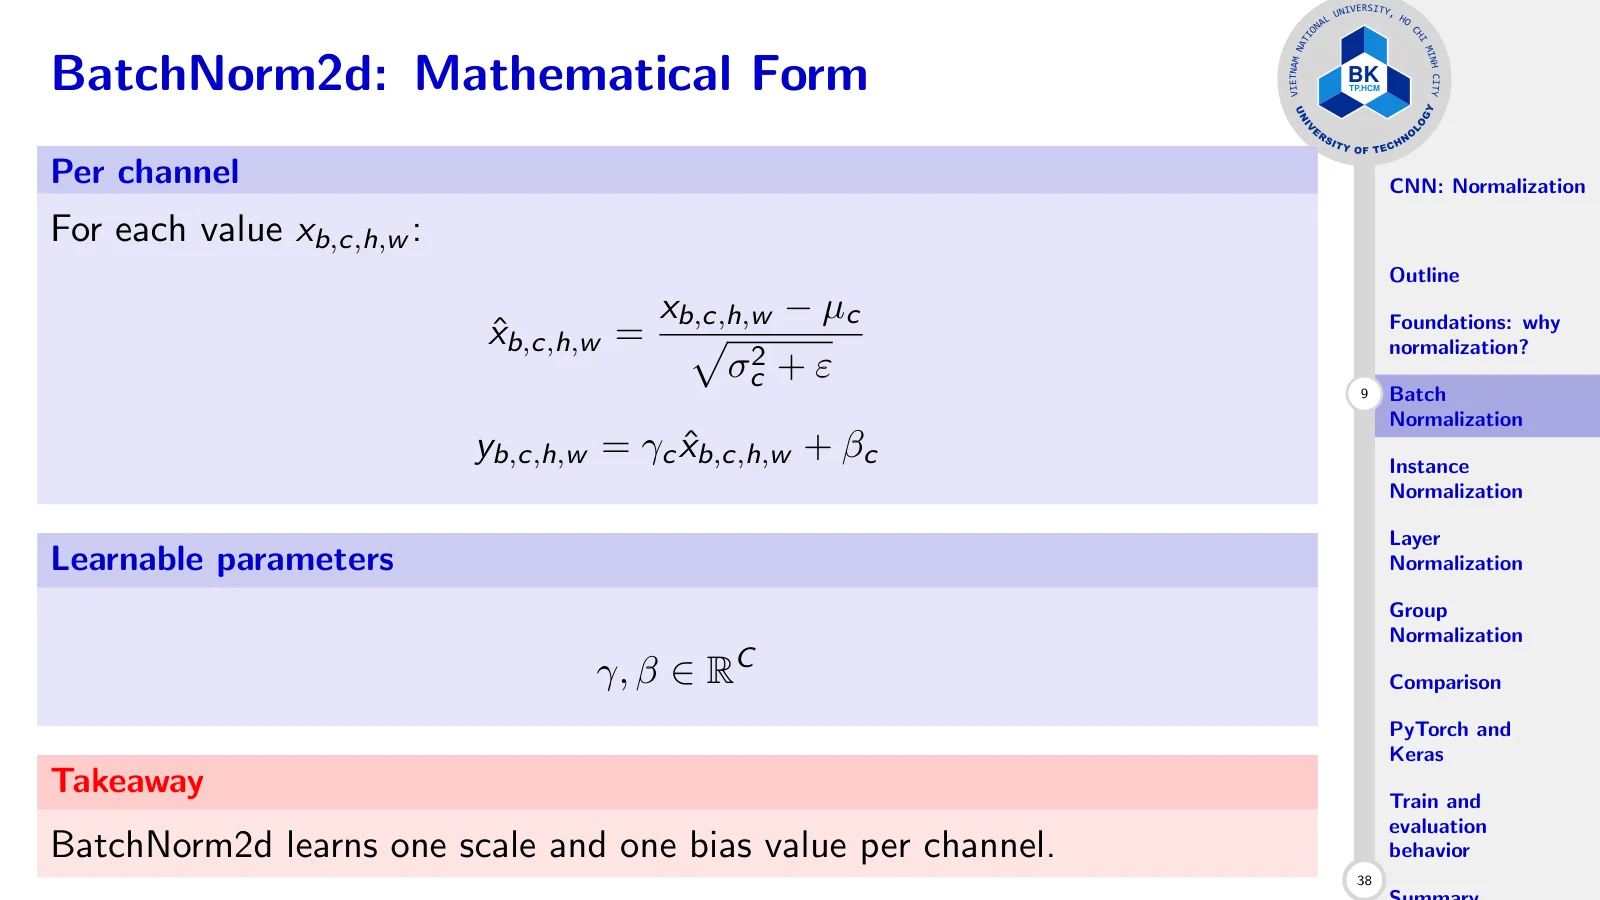 BatchNorm2d: Mathematical Form
VIETNAM NATIONAL UNIVERSITY, HO CHI MINH CITY
BK
TP.HCM
UNIVERSITY OF TECHNOLOGY
Per channel
For each value x_{b,c,h,w}:
x̂_{b,c,h,w} = \frac{x_{b,c,h,w} − μ_c}{\sqrt{σ_c^2 + ε}}
y_{b,c,h,w} = γ_c x̂_{b,c,h,w} + β_c
Learnable parameters
γ, β ∈ ℝ^C
Takeaway
BatchNorm2d learns one scale and one bias value per channel.
CNN: Normalization
Outline
Foundations: why
normalization?
9
Batch
Normalization
Instance
Normalization
Layer
Normalization
Group
Normalization
Comparison
PyTorch and
Keras
Train and
evaluation
behavior
38
Summary